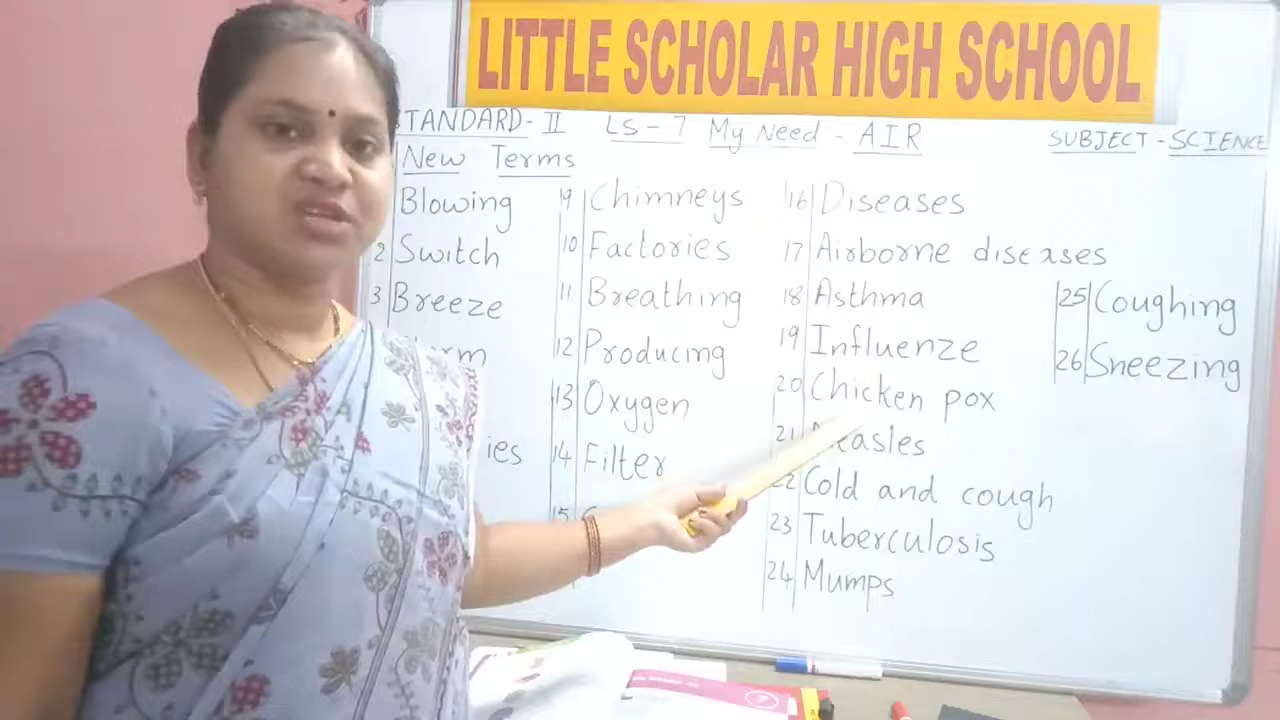 LITTLE SCHOLAR HIGH SCHOOL
STANDARD-II LS-7 My Need - AIR SUBJECT-SCIENCE
New Terms
Blowing
2 Switch
3 Breeze
ies
9 Chimneys
10 Factories
11 Breathing
12 Producing
13 Oxygen
14 Filter
15
16 Diseases
17 Airborne diseases
18 Asthma
19 Influenze
20 Chicken pox
21 Measles
22 Cold and cough
23 Tuberculosis
24 Mumps
25 Coughing
26 Sneezing